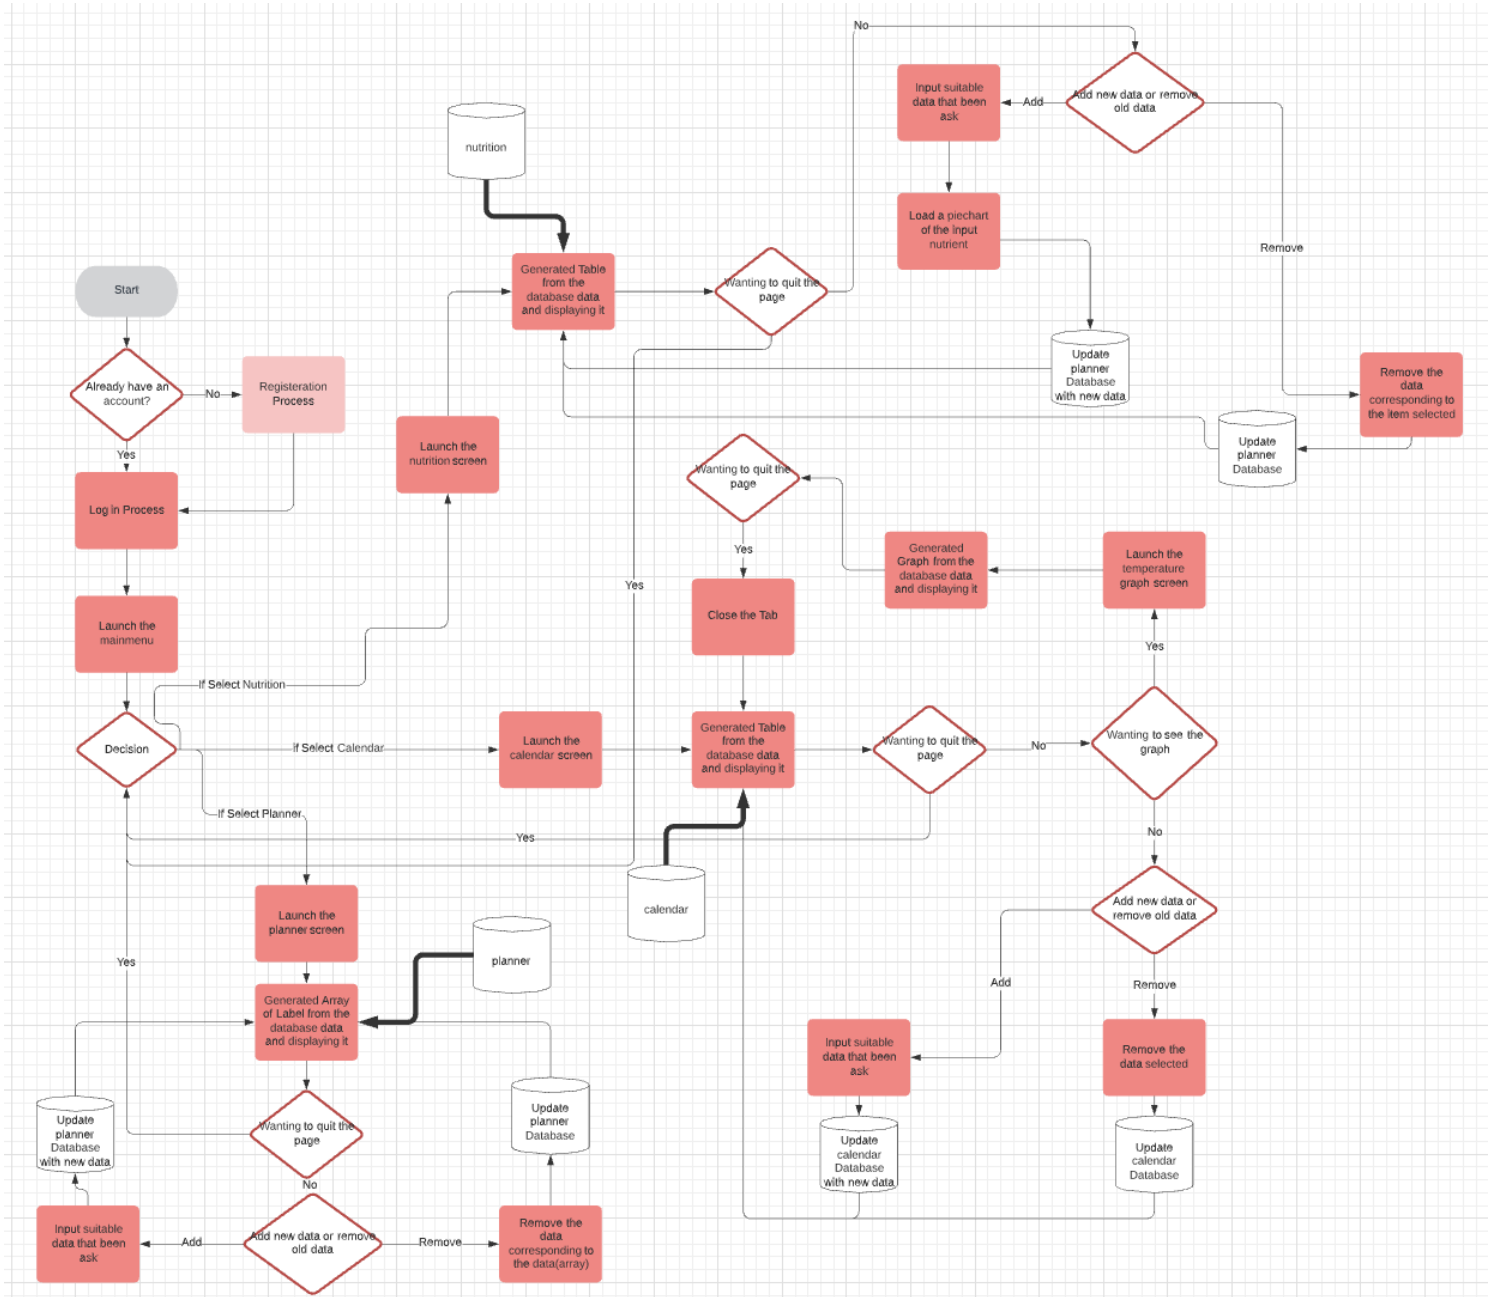 No
Add new data or remove
old data
Add
Input suitable
data that been
ask
nutrition
Load a piechart
of the input
nutrient
Remove
Generated Table
from the
database data
and displaying it
Wanting to quit the
page
Start
Update
planner
Database
with new data
Already have an
account?
No
Registeration
Process
Remove the
data
corresponding to
the item selected
Launch the
nutrition screen
Update
planner
Database
Yes
Wanting to quit the
page
Log in Process
Yes
Generated
Graph from the
database data
and displaying it
Launch the
temperature
graph screen
Yes
Close the Tab
Launch the
mainmenu
Yes
If Select Nutrition
Decision
if Select Calendar
Launch the
calendar screen
Generated Table
from the
database data
and displaying it
Wanting to quit the
page
No
Wanting to see the
graph
If Select Planner
Yes
No
Launch the
planner screen
calendar
Add new data or
remove old data
Yes
planner
Add
Remove
Generated Array
of Label from the
database data
and displaying it
Input suitable
data that been
ask
Remove the
data selected
Update
planner
Database
with new data
Wanting to quit the
page
Update
planner
Database
Update
calendar
Database
with new data
Update
calendar
Database
No
Input suitable
data that been
ask
Add
Add new data or remove
old data
Remove
Remove the
data
corresponding to
the data(array)